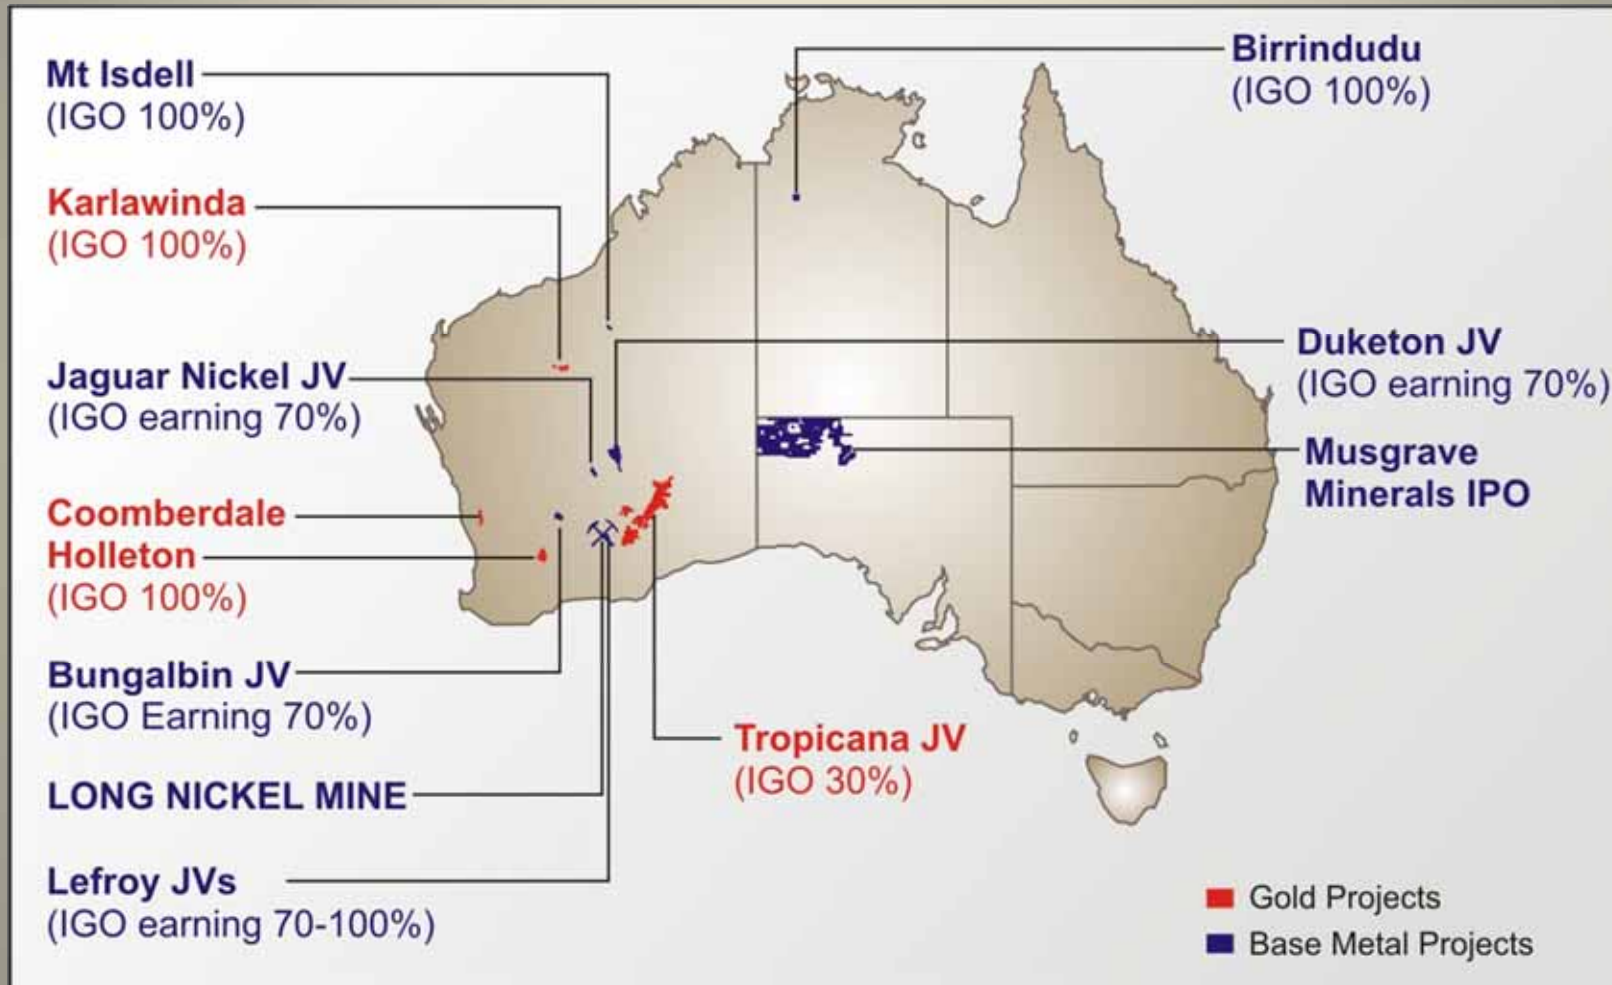 Mt Isdell
(IGO 100%)
Karlawinda
(IGO 100%)
Jaguar Nickel JV
(IGO earning 70%)
Coomberdale
Holleton
(IGO 100%)
Bungalbin JV
(IGO Earning 70%)
LONG NICKEL MINE
Lefroy JVs
(IGO earning 70-100%)
Tropicana JV
(IGO 30%)
Birrindudu
(IGO 100%)
Duketon JV
(IGO earning 70%)
Musgrave
Minerals IPO
Gold Projects
Base Metal Projects